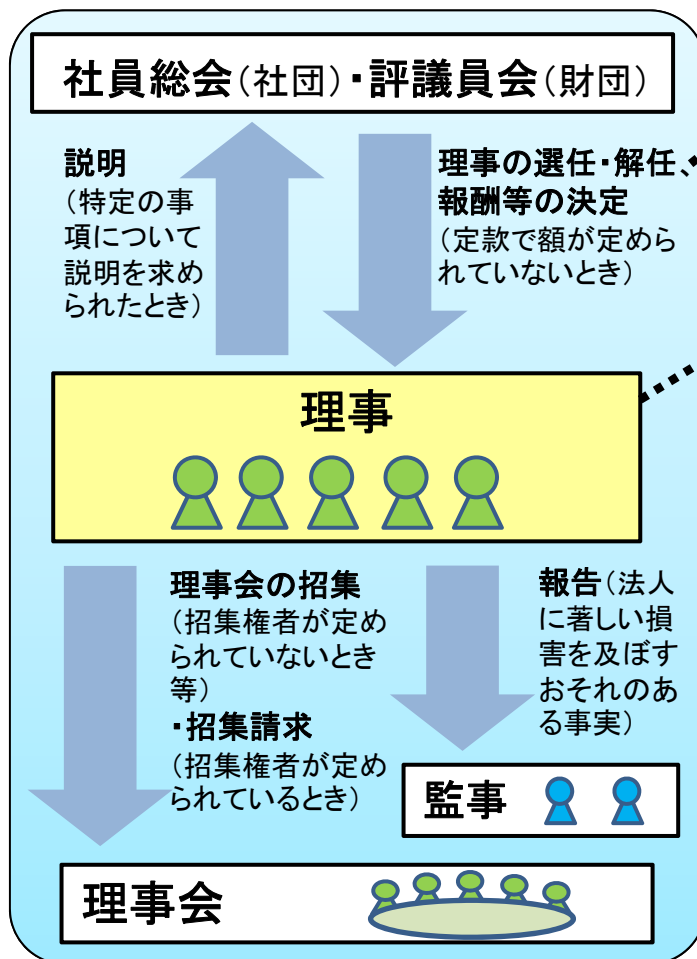 社員総会(社団)・評議員会(財団)
説明
(特定の事
項について
説明を求め
られたとき)
理事の選任・解任、
報酬等の決定
(定款で額が定めら
れていないとき)
理事
理事会の招集
(招集権者が定め
られていないとき
等)
・招集請求
(招集権者が定め
られているとき)
報告(法人
に著しい損
害を及ぼす
おそれのあ
る事実)
監事
理事会